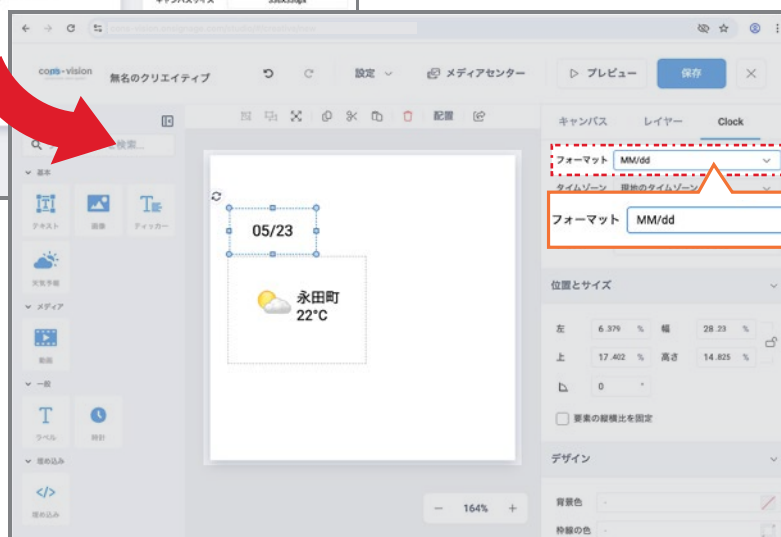 キャンバスサイズ 330x330px
cons-vision
無名のクリエイティブ
設定
メディアセンター
プレビュー
保存
配置
キャンバス レイヤー Clock
検索...
フォーマット MM/dd
タイムゾーン 現地のタイムゾーン
フォーマット MM/dd
基本
テキスト 画像 ティッカー
天気予報
メディア
動画
一般
ラベル 時計
埋め込み
</>
埋め込み
05/23
永田町
22°C
164%
位置とサイズ
左 6.379 % 幅 28.23 %
上 17.402 % 高さ 14.825 %
0 °
要素の縦横比を固定
デザイン
背景色 -
枠線の色 -